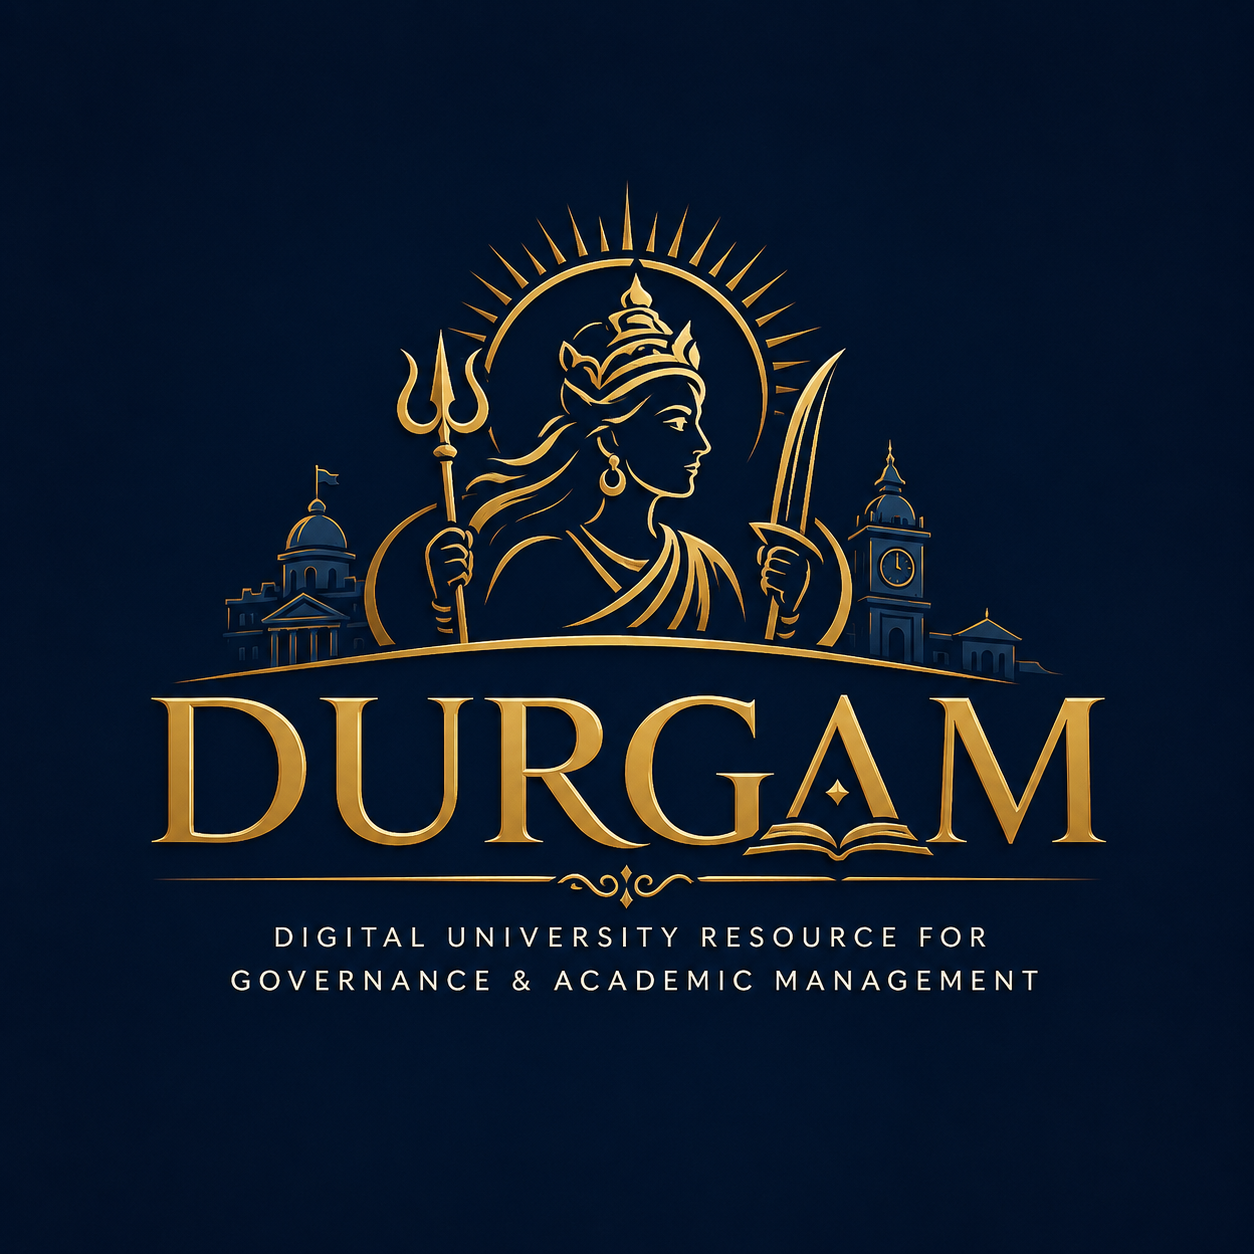 DURGAM
DIGITAL UNIVERSITY RESOURCE FOR
GOVERNANCE & ACADEMIC MANAGEMENT